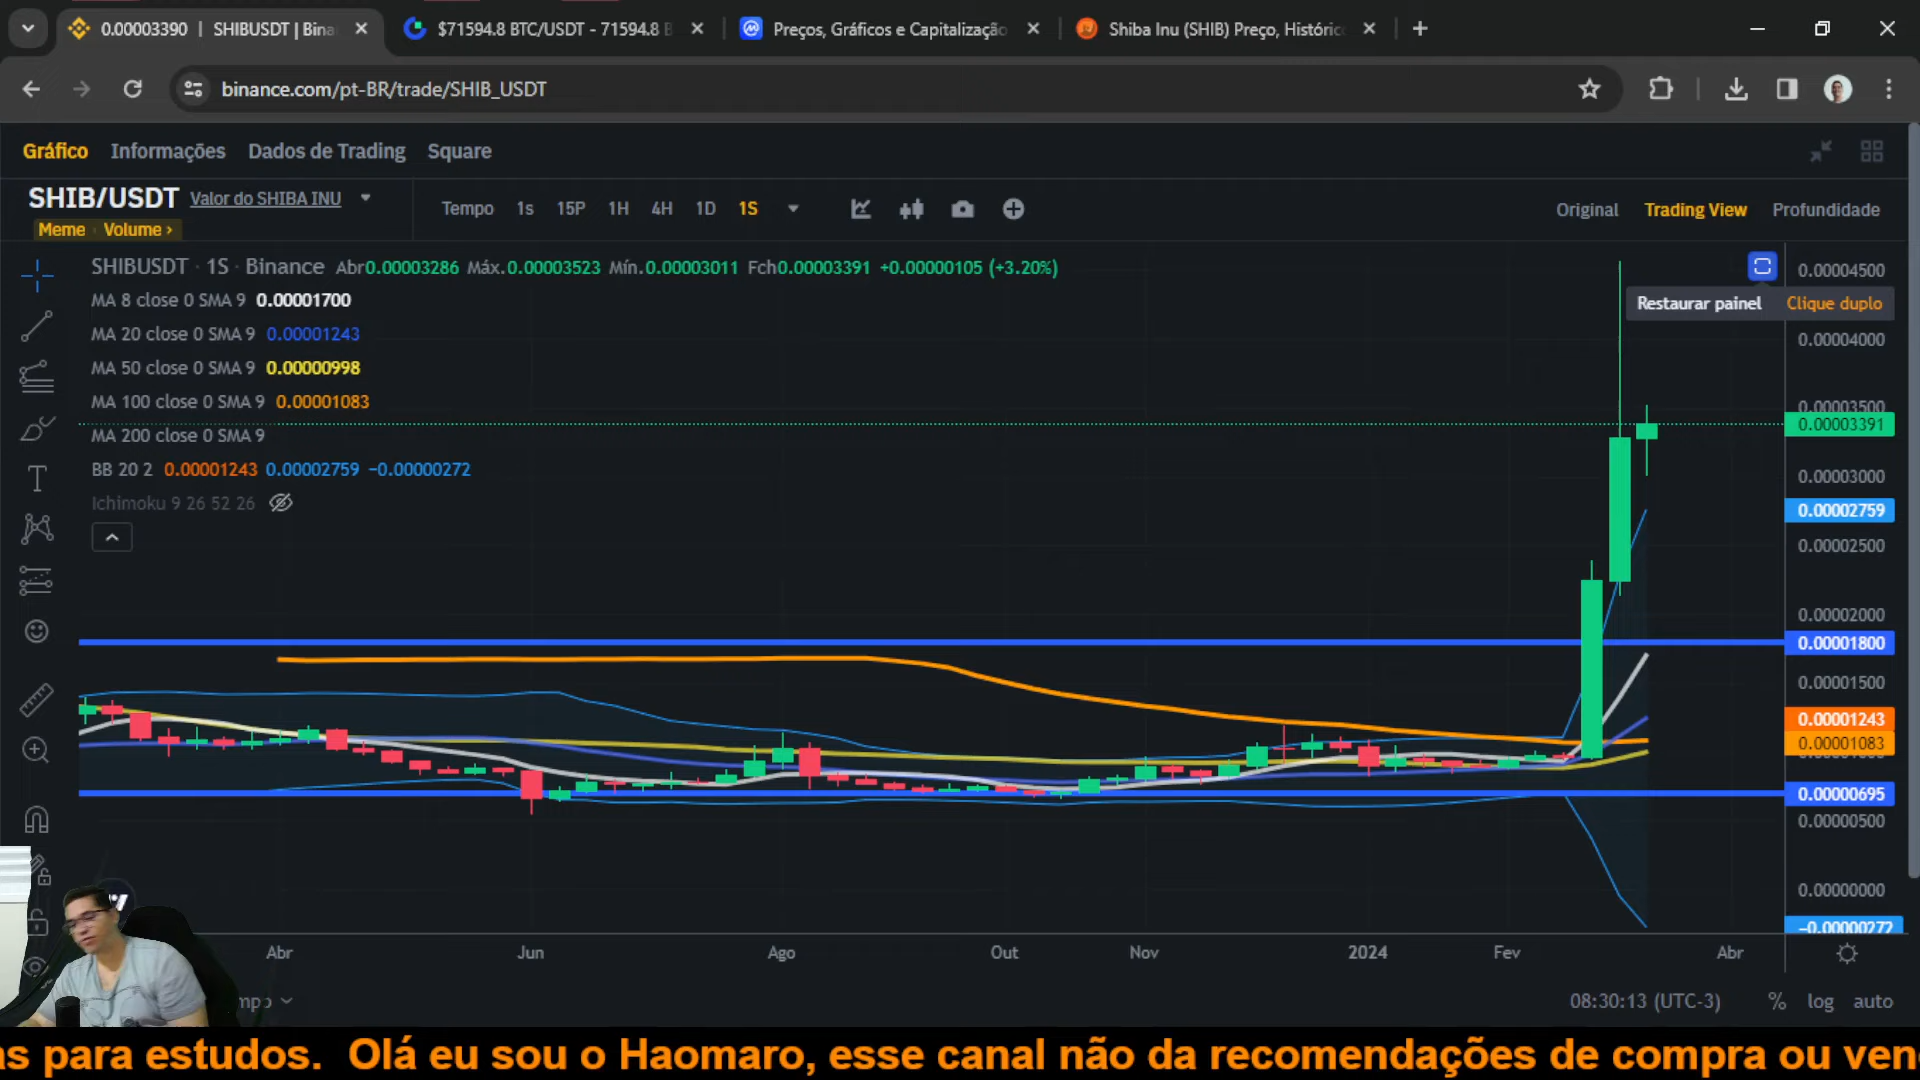 0.00003390 | SHIBUSDT | Bina
$71594.8 BTC/USDT - 71594.8 B
Preços, Gráficos e Capitalização
Shiba Inu (SHIB) Preço, Históric
binance.com/pt-BR/trade/SHIB_USDT
Gráfico Informações Dados de Trading Square
SHIB/USDT Valor do SHIBA INU
Meme Volume ›
Tempo 1s 15P 1H 4H 1D 1S
Original Trading View Profundidade
SHIBUSDT · 1S · Binance Abr0.00003286 Máx.0.00003523 Mín.0.00003011 Fch0.00003391 +0.00000105 (+3.20%)
MA 8 close 0 SMA 9 0.00001700
MA 20 close 0 SMA 9 0.00001243
MA 50 close 0 SMA 9 0.00000998
MA 100 close 0 SMA 9 0.00001083
MA 200 close 0 SMA 9
BB 20 2 0.00001243 0.00002759 −0.00000272
Ichimoku 9 26 52 26
Restaurar painel Clique duplo
0.00004500
0.00004000
0.00003500
0.00003391
0.00003000
0.00002759
0.00002500
0.00002000
0.00001800
0.00001500
0.00001243
0.00001083
0.00000695
0.00000500
0.00000000
−0.00000272
Abr Jun Ago Out Nov 2024 Fev Abr
mpo
08:30:13 (UTC-3) % log auto
as para estudos. Olá eu sou o Haomaro, esse canal não da recomendações de compra ou ven